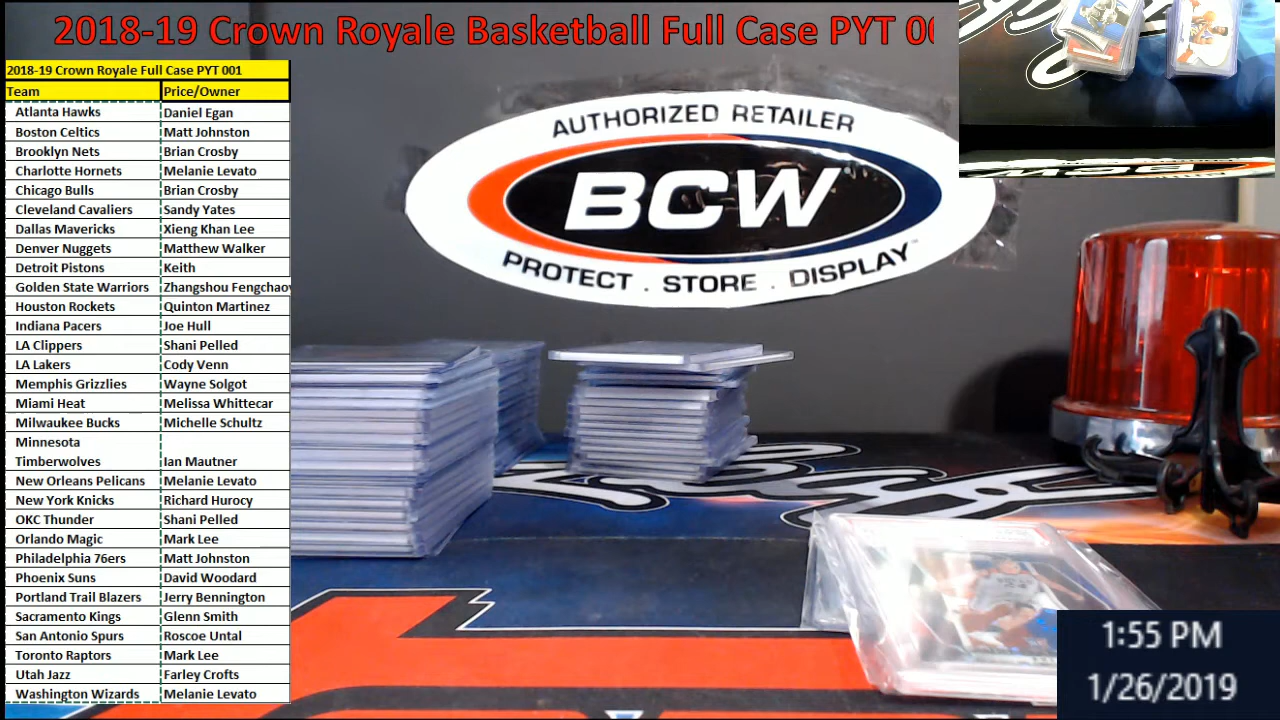 2018-19 Crown Royale Basketball Full Case PYT 00
2018-19 Crown Royale Full Case PYT 001
Team Price/Owner
Atlanta Hawks Daniel Egan
Boston Celtics Matt Johnston
Brooklyn Nets Brian Crosby
Charlotte Hornets Melanie Levato
Chicago Bulls Brian Crosby
Cleveland Cavaliers Sandy Yates
Dallas Mavericks Xieng Khan Lee
Denver Nuggets Matthew Walker
Detroit Pistons Keith
Golden State Warriors Zhangshou Fengchaov
Houston Rockets Quinton Martinez
Indiana Pacers Joe Hull
LA Clippers Shani Pelled
LA Lakers Cody Venn
Memphis Grizzlies Wayne Solgot
Miami Heat Melissa Whittecar
Milwaukee Bucks Michelle Schultz
Minnesota
Timberwolves Ian Mautner
New Orleans Pelicans Melanie Levato
New York Knicks Richard Hurocy
OKC Thunder Shani Pelled
Orlando Magic Mark Lee
Philadelphia 76ers Matt Johnston
Phoenix Suns David Woodard
Portland Trail Blazers Jerry Bennington
Sacramento Kings Glenn Smith
San Antonio Spurs Roscoe Untal
Toronto Raptors Mark Lee
Utah Jazz Farley Crofts
Washington Wizards Melanie Levato
AUTHORIZED RETAILER
BCW
PROTECT . STORE . DISPLAY™
BCW
1:55 PM
1/26/2019